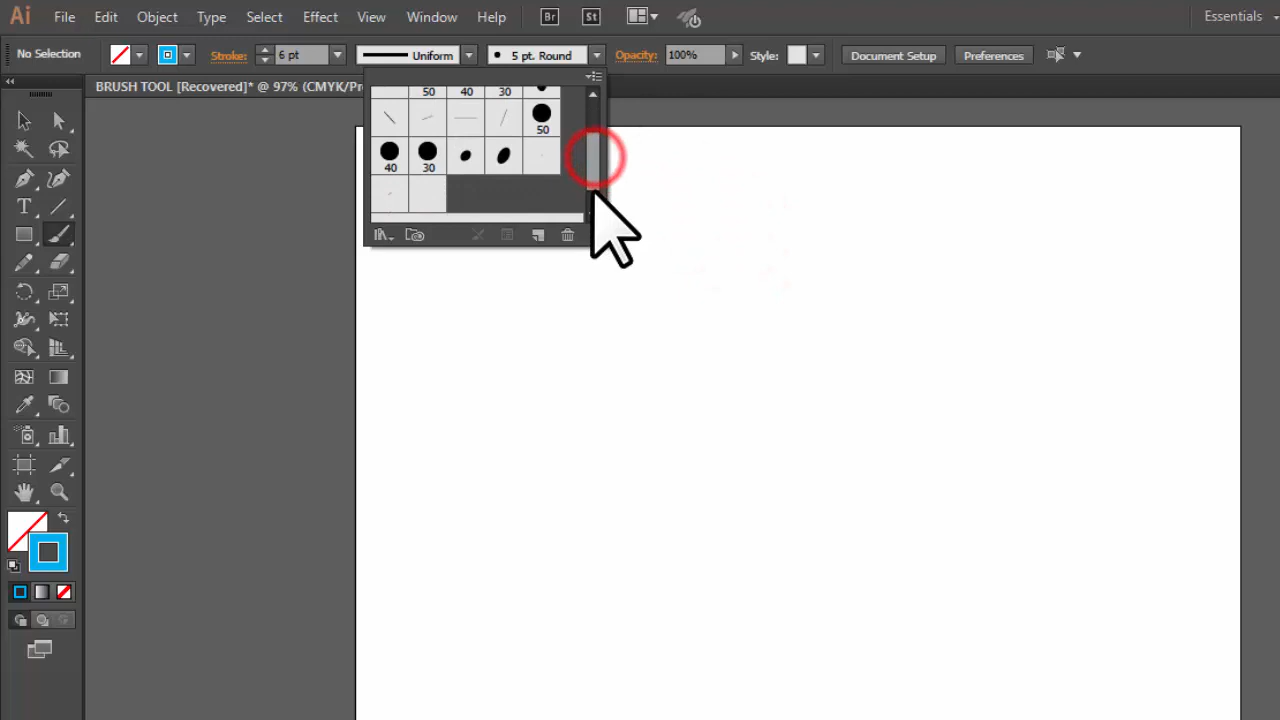 Ai File Edit Object Type Select Effect View Window Help Br St Essentials
No Selection Stroke: 6 pt Uniform 5 pt. Round Opacity: 100% Style: Document Setup Preferences
BRUSH TOOL [Recovered]* @ 97% (CMYK/Pre
50 40 30
50
40 30